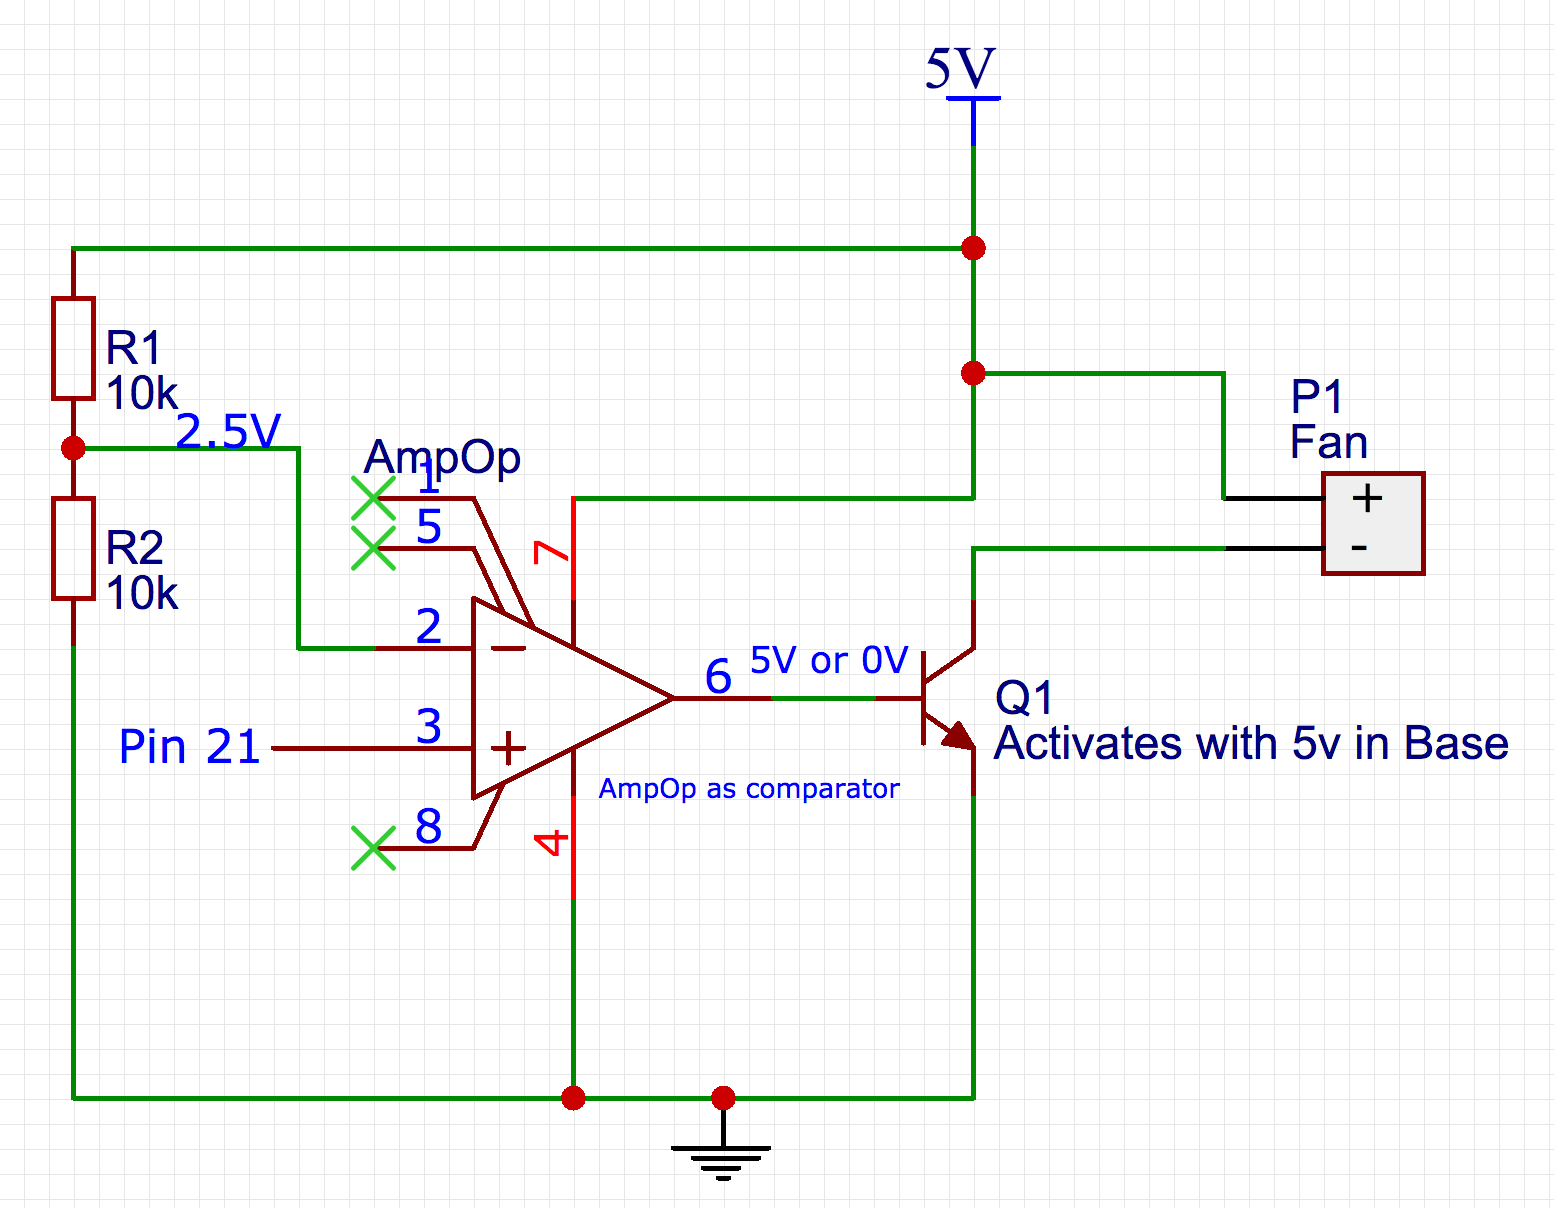 5V
R1
10k
2.5V
P1
Fan
AmpOp
1
5
7
+
-
R2
10k
2
−
6
5V or 0V
Q1
Activates with 5v in Base
Pin 21
3
+
AmpOp as comparator
8
4